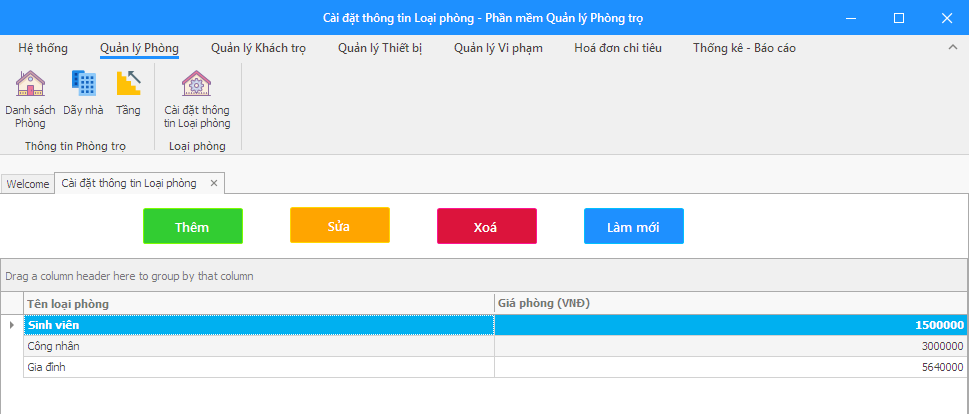 Cài đặt thông tin Loại phòng - Phần mềm Quản lý Phòng trọ
Hệ thống Quản lý Phòng Quản lý Khách trọ Quản lý Thiết bị Quản lý Vi phạm Hoá đơn chi tiêu Thống kê - Báo cáo
Danh sách Phòng Dãy nhà Tầng Cài đặt thông tin Loại phòng
Thông tin Phòng trọ Loại phòng
Welcome Cài đặt thông tin Loại phòng
Thêm Sửa Xoá Làm mới
Drag a column header here to group by that column
Tên loại phòng Giá phòng (VNĐ)
Sinh viên 1500000
Công nhân 3000000
Gia đình 5640000